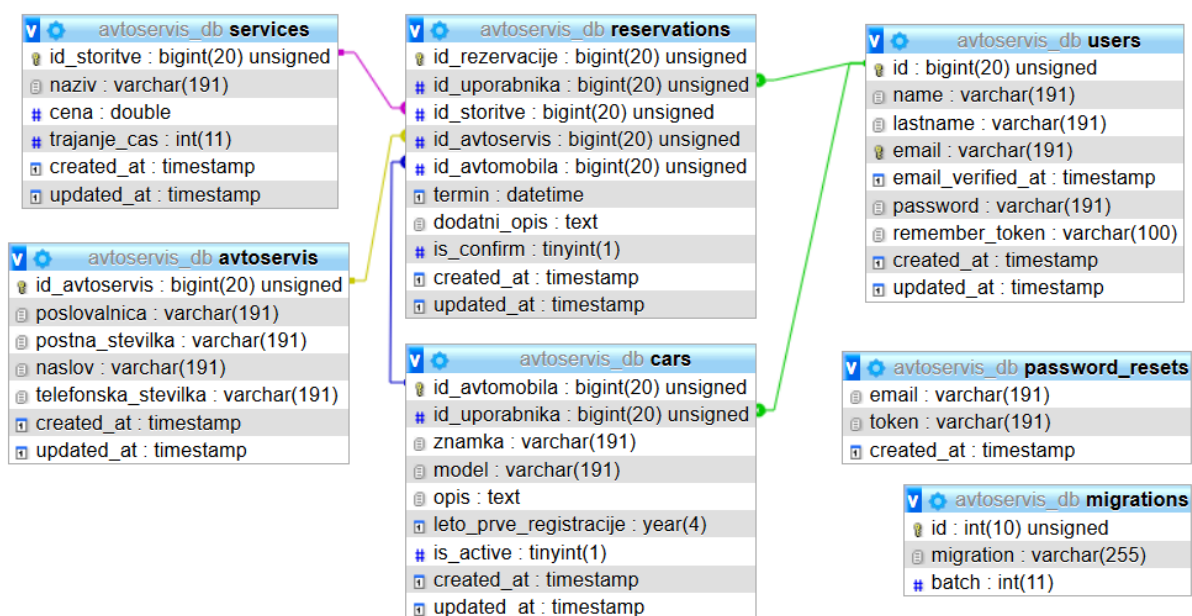 avtoservis_db services
id_storitve : bigint(20) unsigned
naziv : varchar(191)
cena : double
trajanje_cas : int(11)
created_at : timestamp
updated_at : timestamp
avtoservis_db avtoservis
id_avtoservis : bigint(20) unsigned
poslovalnica : varchar(191)
postna_stevilka : varchar(191)
naslov : varchar(191)
telefonska_stevilka : varchar(191)
created_at : timestamp
updated_at : timestamp
avtoservis_db reservations
id_rezervacije : bigint(20) unsigned
id_uporabnika : bigint(20) unsigned
id_storitve : bigint(20) unsigned
id_avtoservis : bigint(20) unsigned
id_avtomobila : bigint(20) unsigned
termin : datetime
dodatni_opis : text
is_confirm : tinyint(1)
created_at : timestamp
updated_at : timestamp
avtoservis_db cars
id_avtomobila : bigint(20) unsigned
id_uporabnika : bigint(20) unsigned
znamka : varchar(191)
model : varchar(191)
opis : text
leto_prve_registracije : year(4)
is_active : tinyint(1)
created_at : timestamp
updated_at : timestamp
avtoservis_db users
id : bigint(20) unsigned
name : varchar(191)
lastname : varchar(191)
email : varchar(191)
email_verified_at : timestamp
password : varchar(191)
remember_token : varchar(100)
created_at : timestamp
updated_at : timestamp
avtoservis_db password_resets
email : varchar(191)
token : varchar(191)
created_at : timestamp
avtoservis_db migrations
id : int(10) unsigned
migration : varchar(255)
batch : int(11)